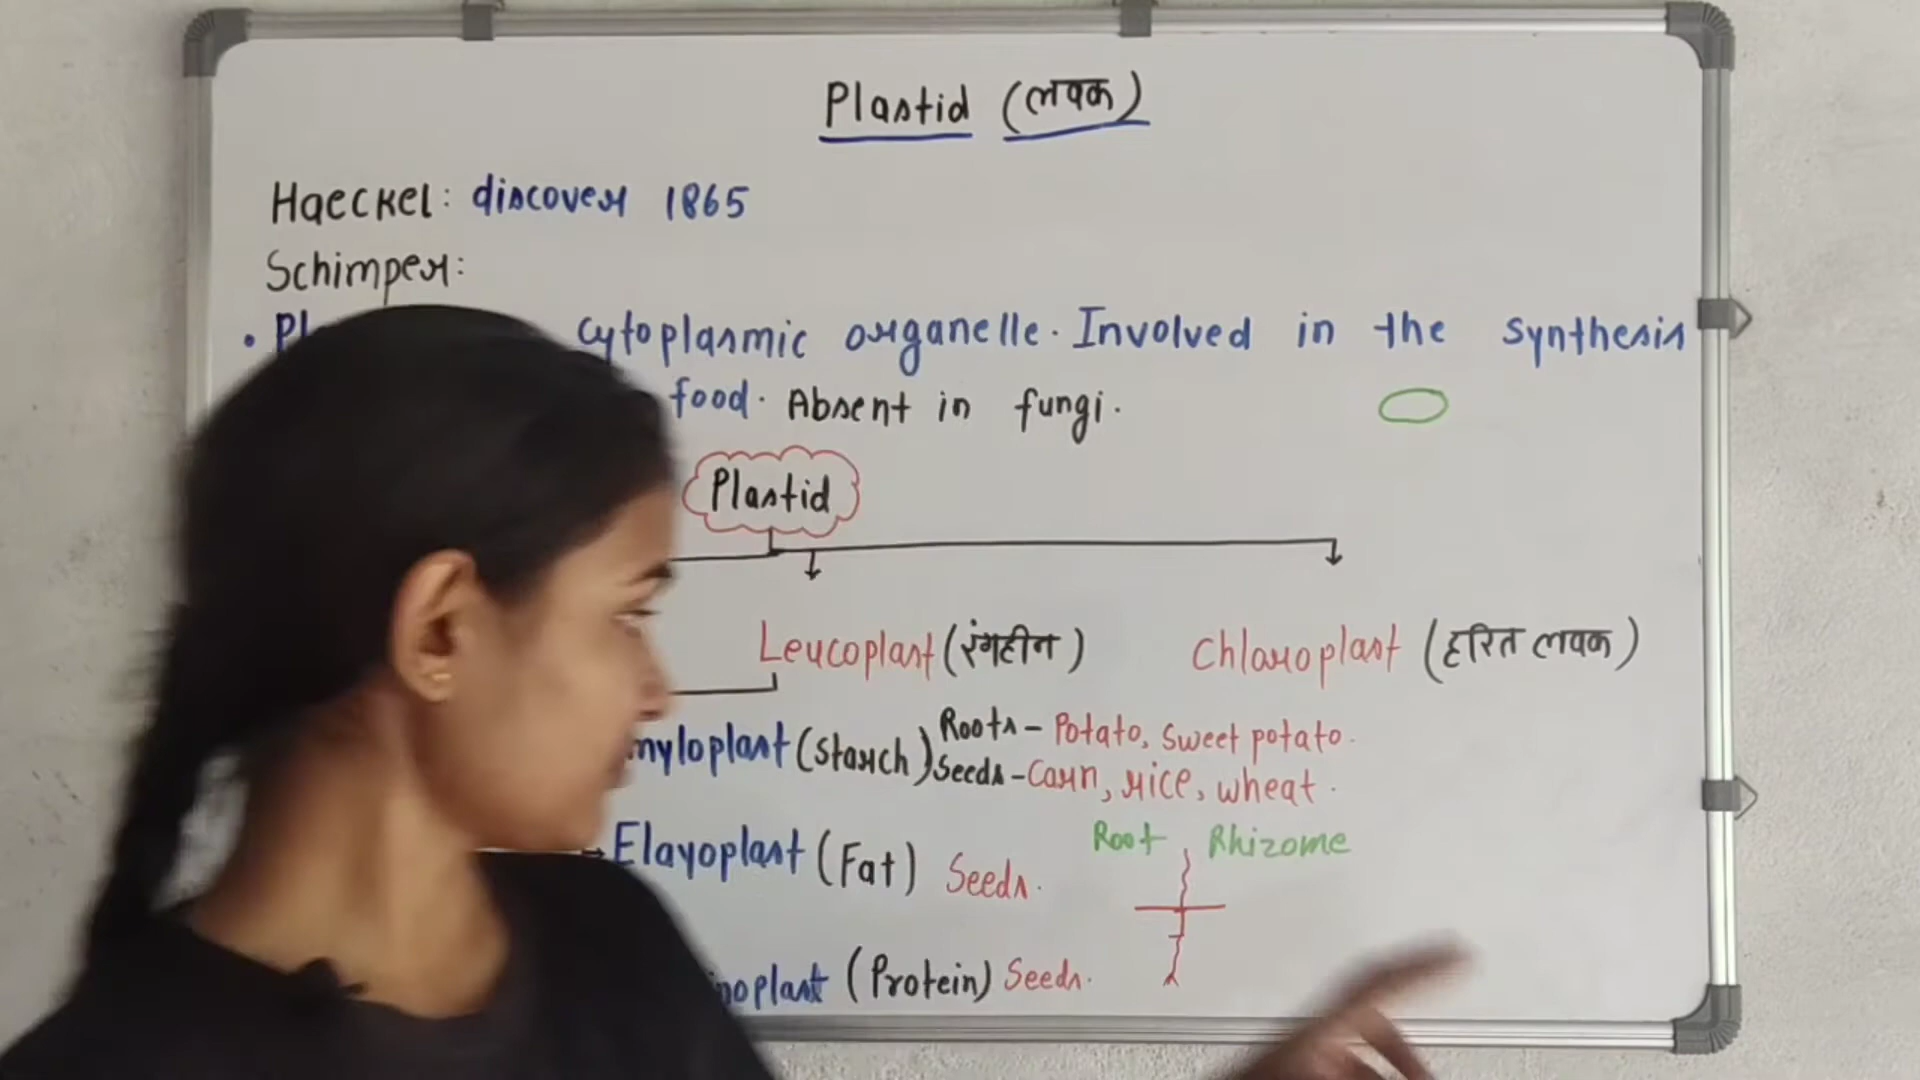 Plastid (लवक)
Haeckel: discover 1865
Schimper:
• Pl cytoplasmic organelle. Involved in the synthesis
food. Absent in fungi.
Plastid
Leucoplast (रंगहीन)
Chloroplast (हरित लवक)
myloplast (Starch) Roots - Potato, Sweet potato.
Seeds - Corn, rice, wheat.
Root Rhizome
→ Elayoplast (Fat) Seeds.
noplast (Protein) Seeds.